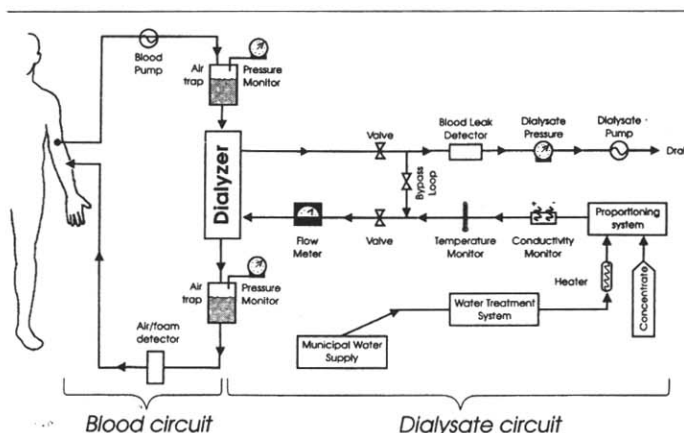 Blood
Pump
Air
trap
Pressure
Monitor
Dialyzer
Valve
Blood Leak
Detector
Dialysate
Pressure
Dialysate
Pump
Bypass
Loop
Flow
Meter
Valve
Temperature
Monitor
Conductivity
Monitor
Proportioning
system
Air
trap
Pressure
Monitor
Heater
Concentrate
Water Treatment
System
Municipal Water
Supply
Air/foam
detector
Blood circuit
Dialysate circuit